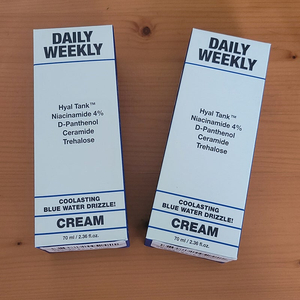 DAILY
WEEKLY
Hyal Tank™
Niacinamide 4%
D-Panthenol
Ceramide
Trehalose
COOLASTING
BLUE WATER DRIZZLE!
CREAM
70 ml / 2.36 fl.oz.
DAILY
WEEKLY
Hyal Tank™
Niacinamide 4%
D-Panthenol
Ceramide
Trehalose
COOLASTING
BLUE WATER DRIZZLE!
CREAM
70 ml / 2.36 fl.oz.